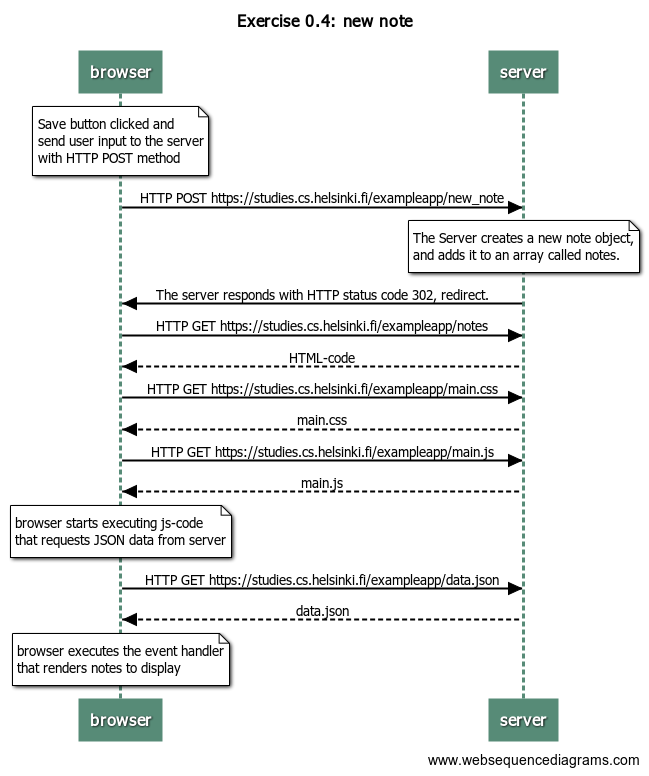 Exercise 0.4: new note
browser
server
Save button clicked and
send user input to the server
with HTTP POST method
HTTP POST https://studies.cs.helsinki.fi/exampleapp/new_note
The Server creates a new note object,
and adds it to an array called notes.
The server responds with HTTP status code 302, redirect.
HTTP GET https://studies.cs.helsinki.fi/exampleapp/notes
HTML-code
HTTP GET https://studies.cs.helsinki.fi/exampleapp/main.css
main.css
HTTP GET https://studies.cs.helsinki.fi/exampleapp/main.js
main.js
browser starts executing js-code
that requests JSON data from server
HTTP GET https://studies.cs.helsinki.fi/exampleapp/data.json
data.json
browser executes the event handler
that renders notes to display
browser
server
www.websequencediagrams.com